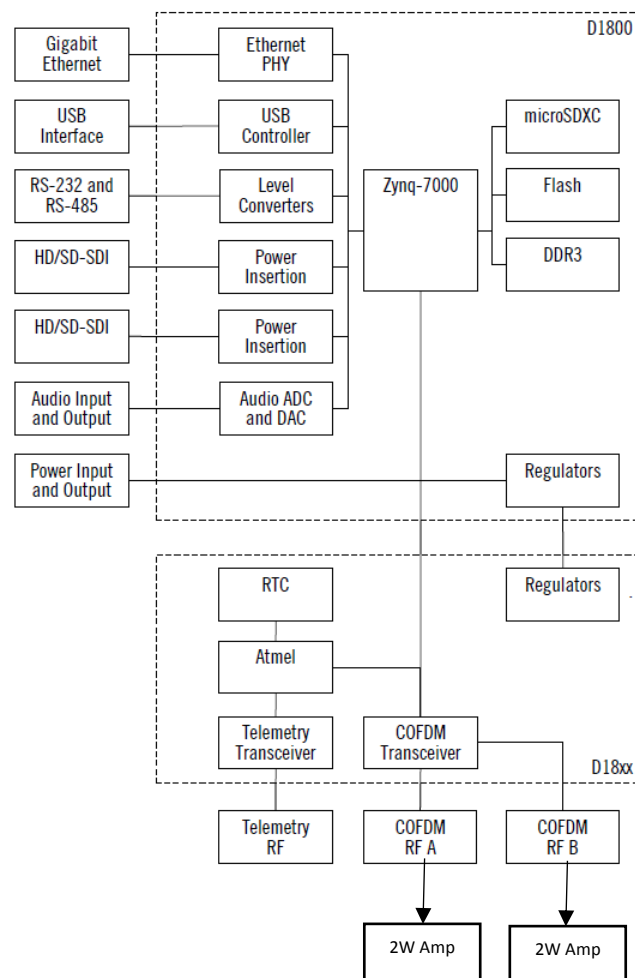 D1800
Gigabit
Ethernet
Ethernet
PHY
USB
Interface
USB
Controller
microSDXC
RS-232 and
RS-485
Level
Converters
Zynq-7000
Flash
HD/SD-SDI
Power
Insertion
DDR3
HD/SD-SDI
Power
Insertion
Audio Input
and Output
Audio ADC
and DAC
Power Input
and Output
Regulators
RTC
Regulators
Atmel
Telemetry
Transceiver
COFDM
Transceiver
D18xx
Telemetry
RF
COFDM
RF A
COFDM
RF B
2W Amp
2W Amp